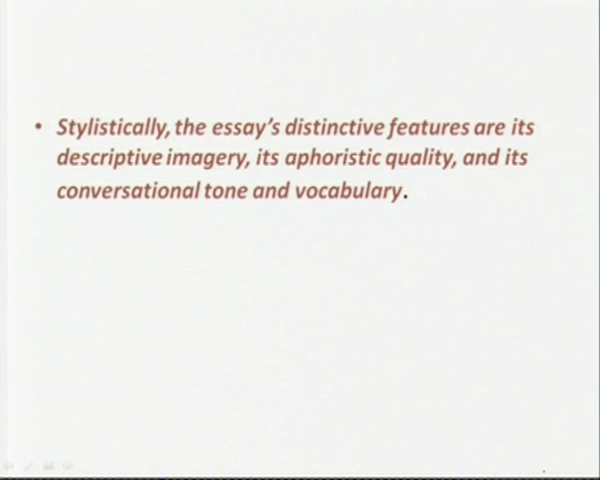 • Stylistically, the essay's distinctive features are its
descriptive imagery, its aphoristic quality, and its
conversational tone and vocabulary.